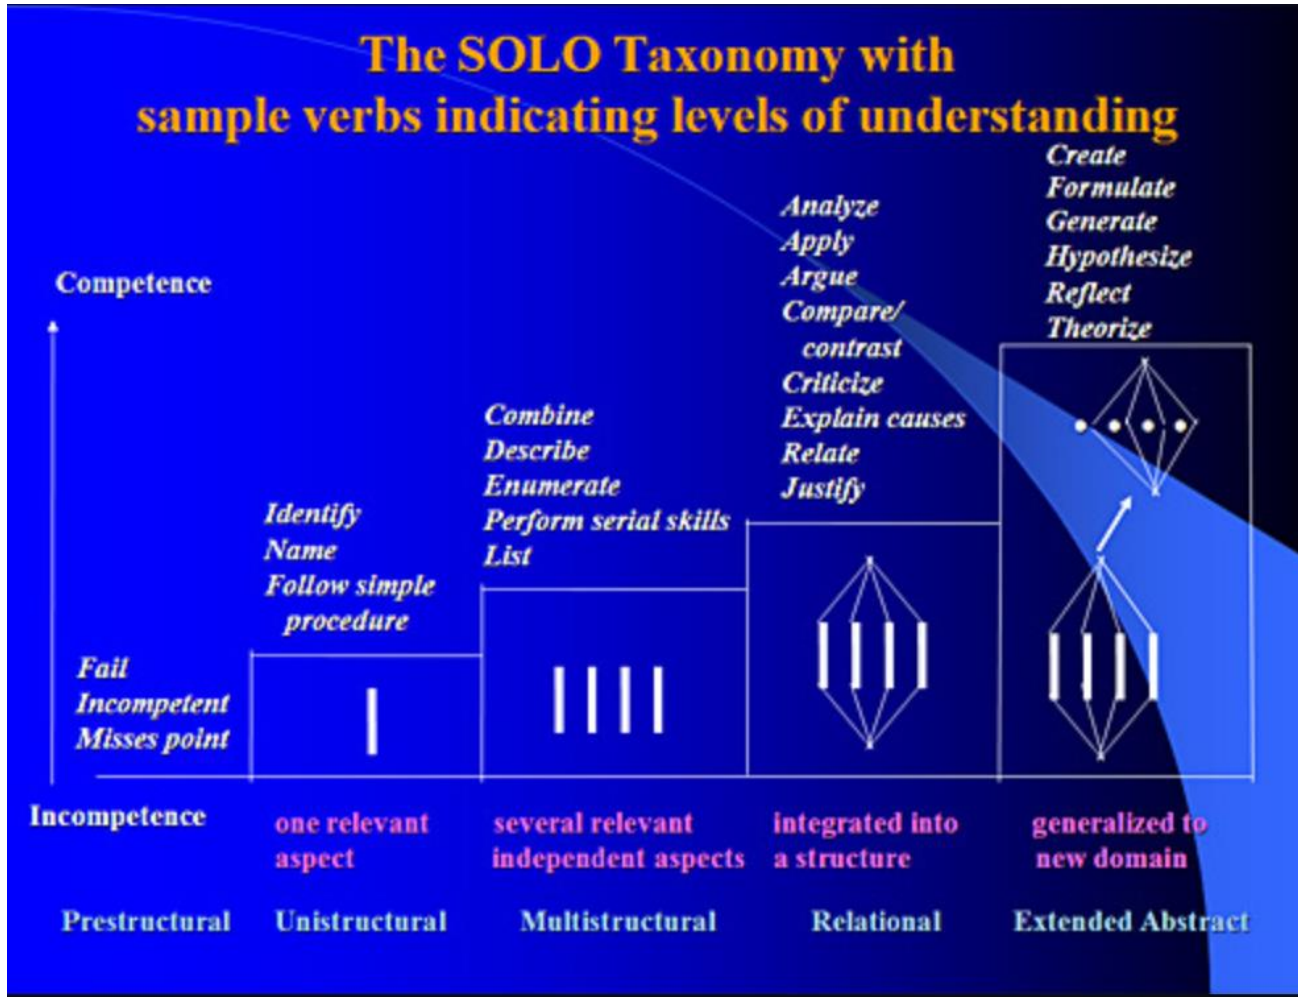 The SOLO Taxonomy with
sample verbs indicating levels of understanding
Competence
Fail
Incompetent
Misses point
Identify
Name
Follow simple
procedure
Combine
Describe
Enumerate
Perform serial skills
List
Analyze
Apply
Argue
Compare/
contrast
Criticize
Explain causes
Relate
Justify
Create
Formulate
Generate
Hypothesize
Reflect
Theorize
Incompetence
one relevant
aspect
several relevant
independent aspects
integrated into
a structure
generalized to
new domain
Prestructural
Unistructural
Multistructural
Relational
Extended Abstract